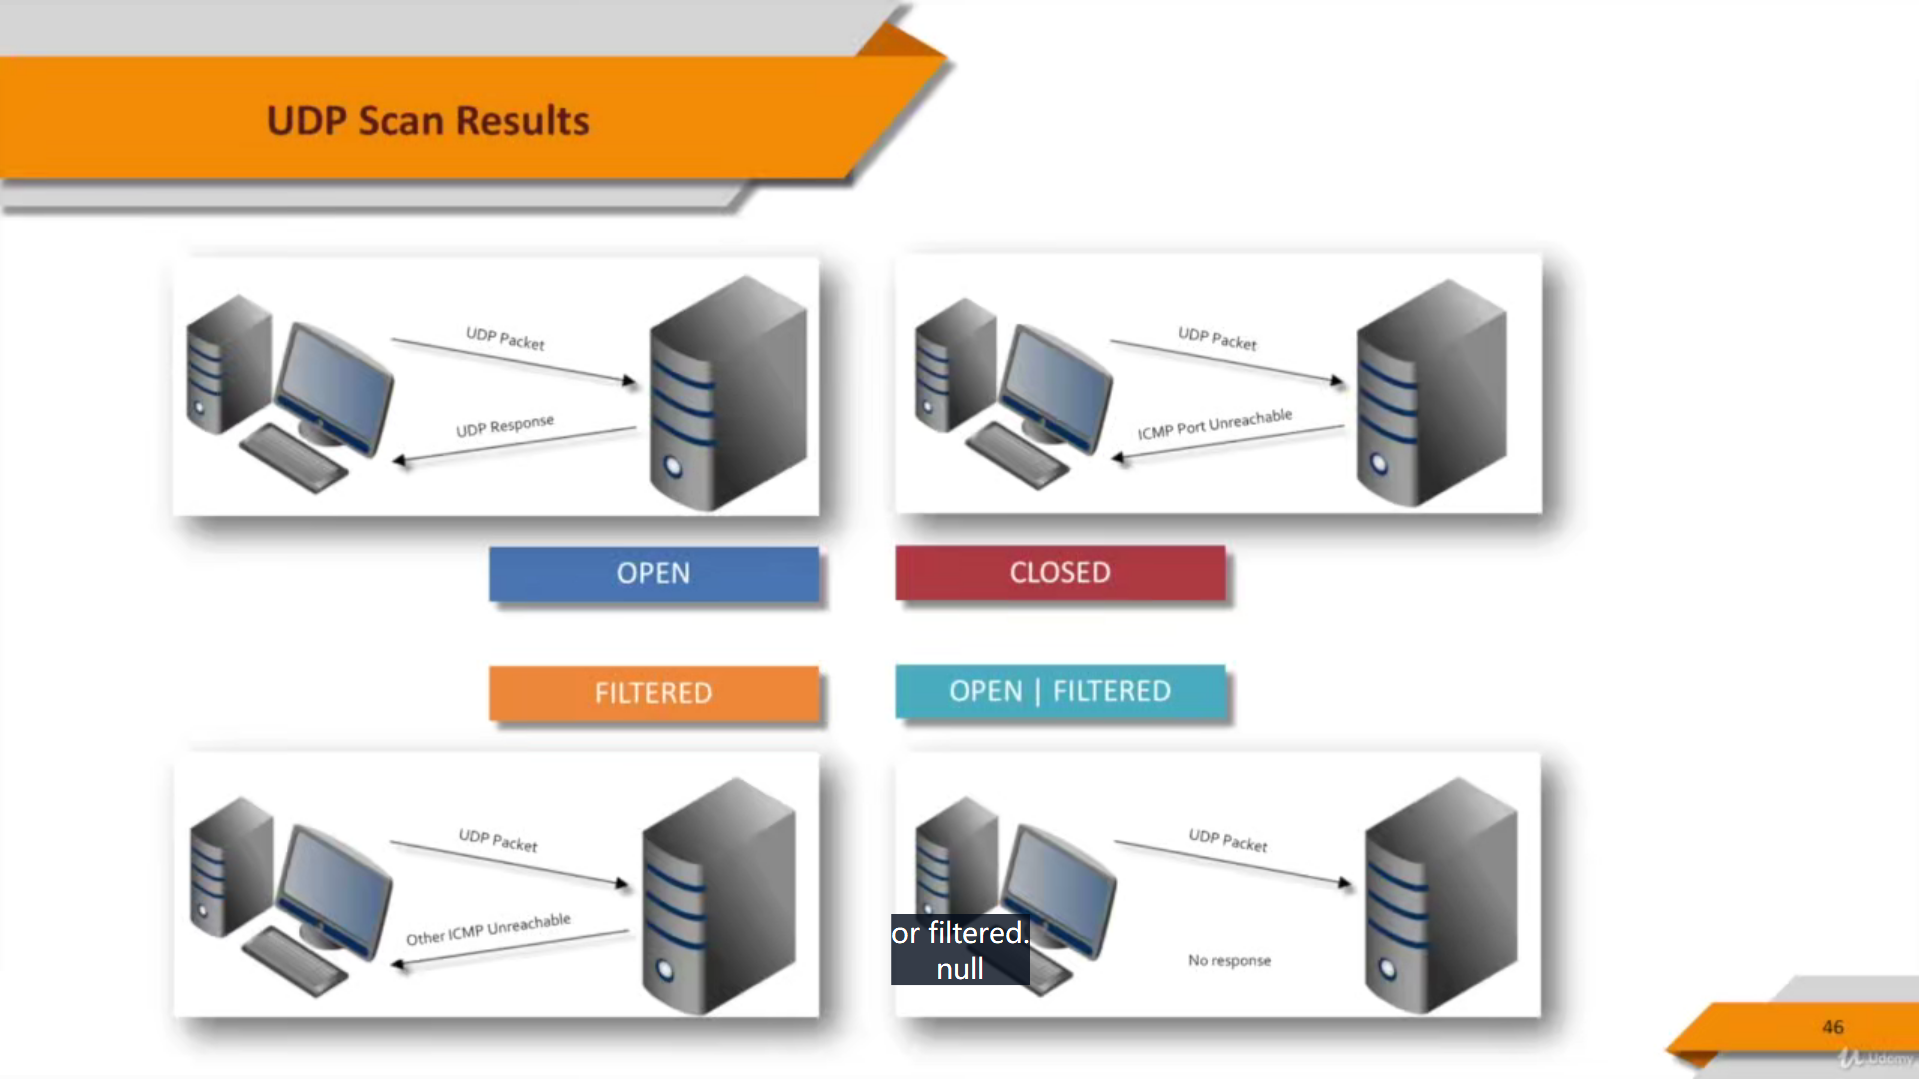 UDP Scan Results
UDP Packet
UDP Response
UDP Packet
ICMP Port Unreachable
OPEN
CLOSED
FILTERED
OPEN | FILTERED
UDP Packet
Other ICMP Unreachable
UDP Packet
No response
or filtered.
null
46
Udemy